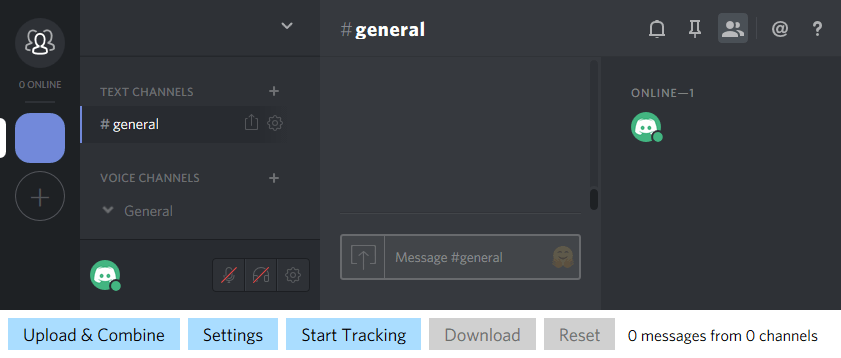 #general
@ ?
0 ONLINE
TEXT CHANNELS +
# general
VOICE CHANNELS +
General
ONLINE—1
Message #general
Upload & Combine Settings Start Tracking Download Reset 0 messages from 0 channels